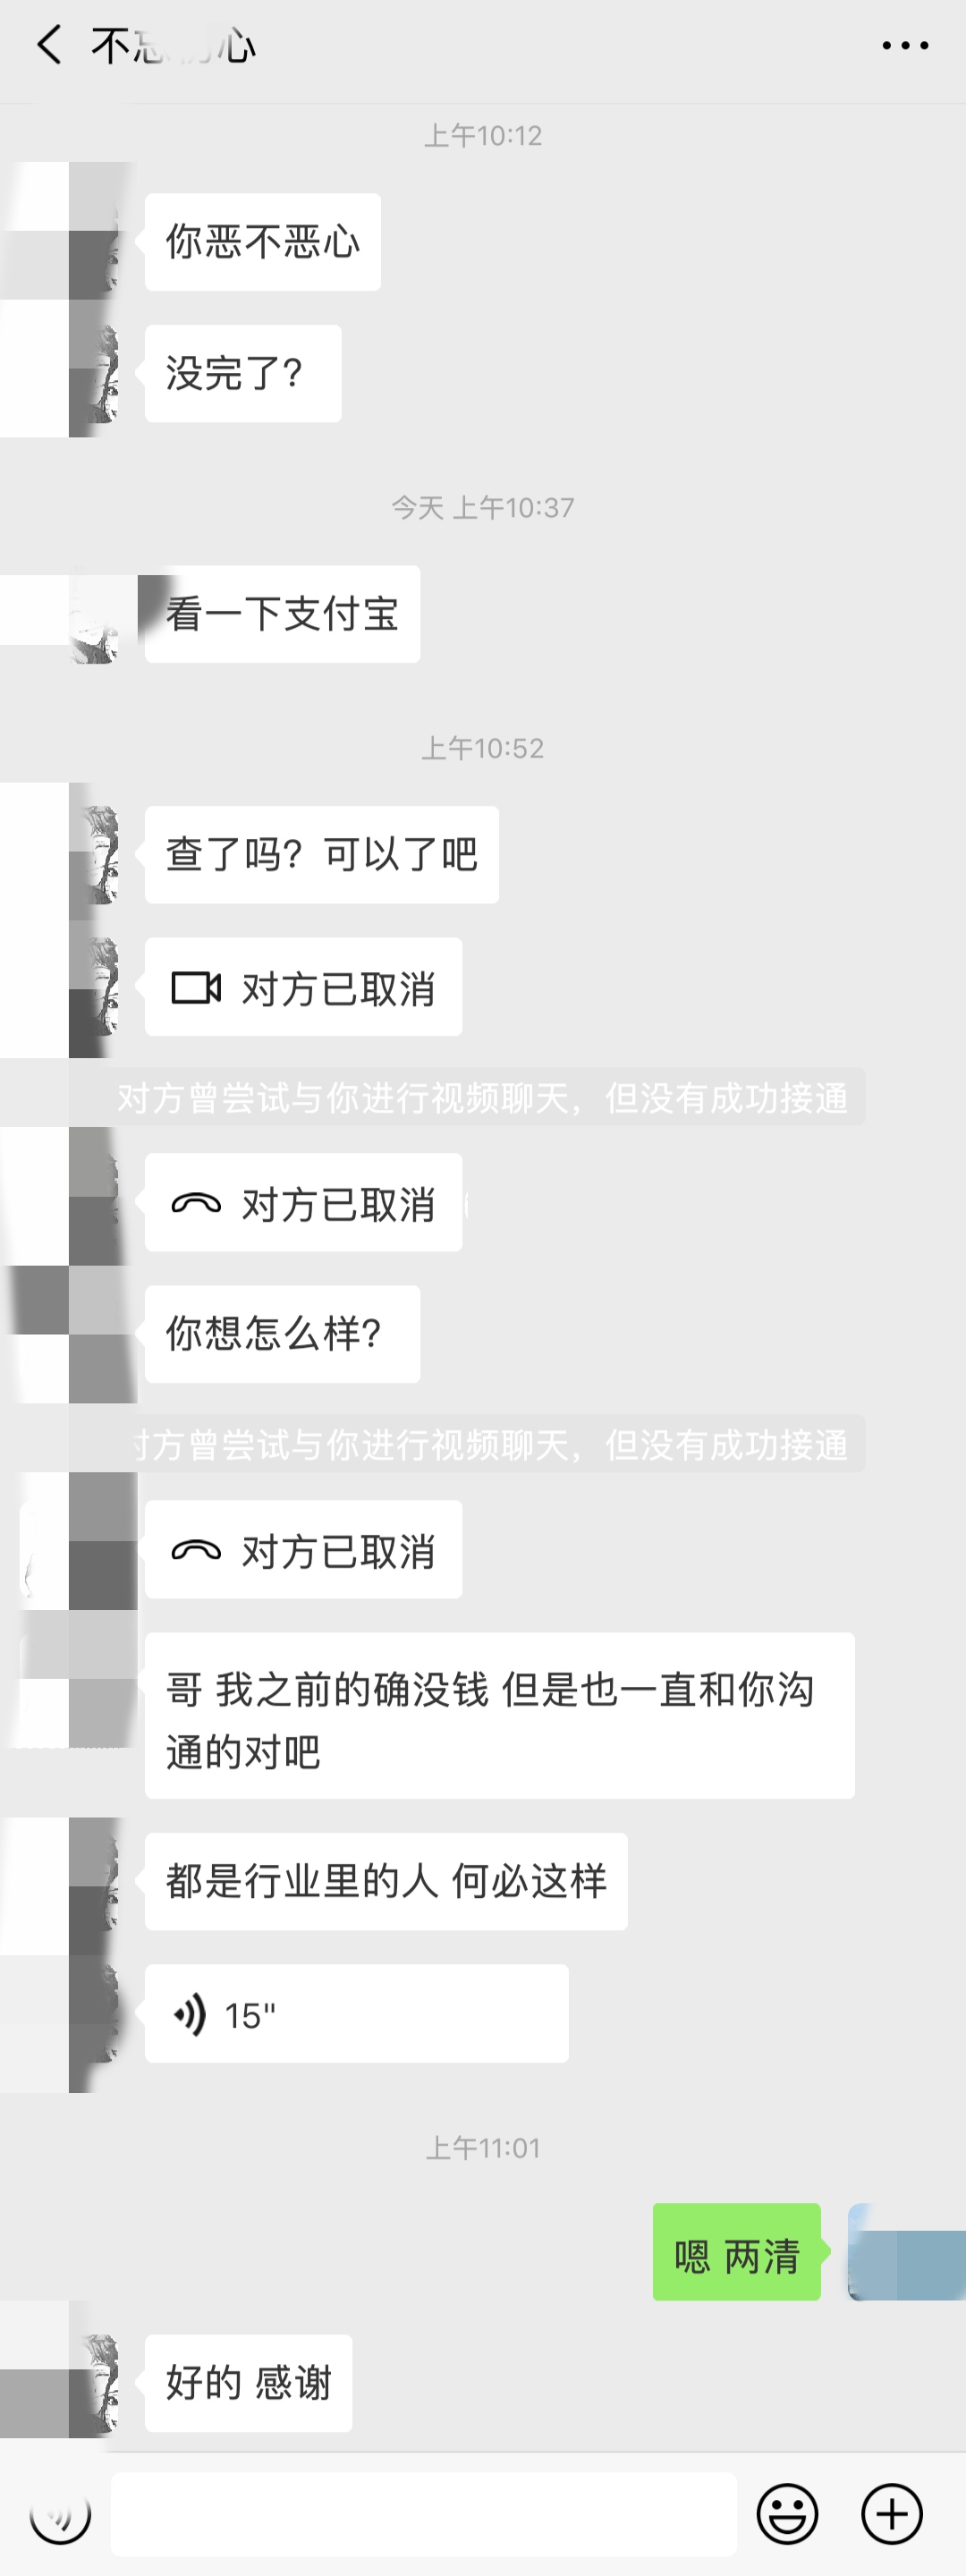 不忘初心
上午10:12
你恶不恶心
没完了?
今天 上午10:37
看一下支付宝
上午10:52
查了吗? 可以了吧
对方已取消
对方曾尝试与你进行视频聊天，但没有成功接通
对方已取消
你想怎么样?
对方曾尝试与你进行视频聊天，但没有成功接通
对方已取消
哥 我之前的确没钱 但是也一直和你沟
通的对吧
都是行业里的人 何必这样
15"
上午11:01
嗯 两清
好的 感谢